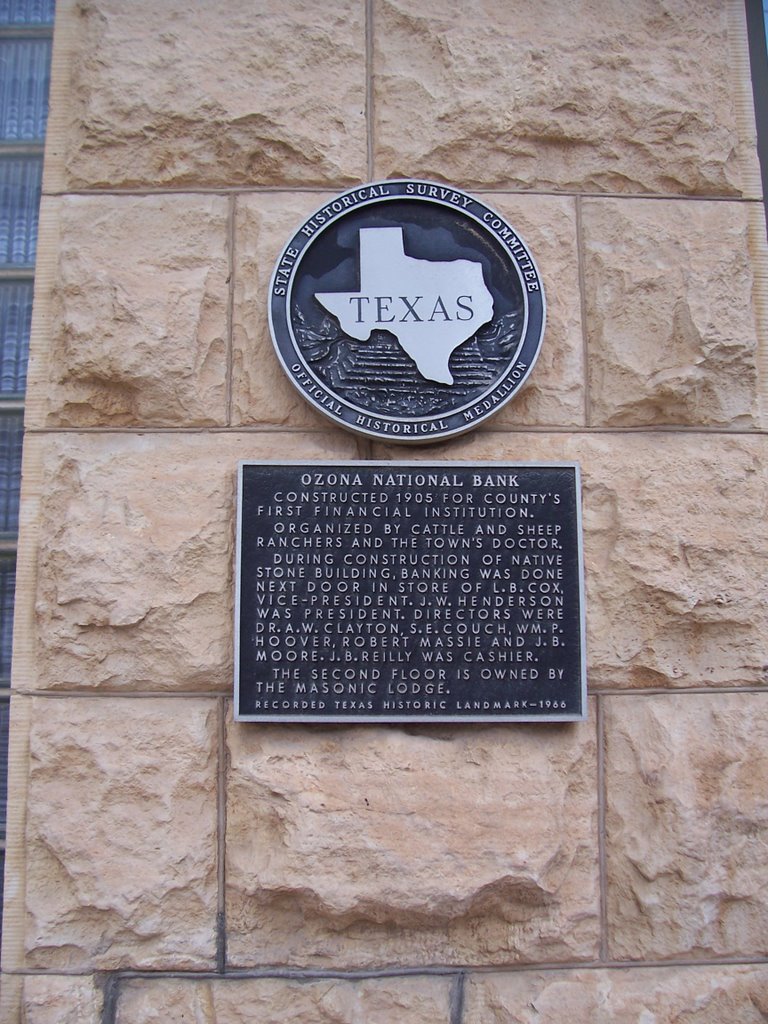 STATE HISTORICAL SURVEY COMMITTEE
TEXAS
OFFICIAL HISTORICAL MEDALLION
OZONA NATIONAL BANK
CONSTRUCTED 1905 FOR COUNTY'S
FIRST FINANCIAL INSTITUTION.
ORGANIZED BY CATTLE AND SHEEP
RANCHERS AND THE TOWN'S DOCTOR.
DURING CONSTRUCTION OF NATIVE
STONE BUILDING, BANKING WAS DONE
NEXT DOOR IN STORE OF L.B. COX,
VICE-PRESIDENT. J.W. HENDERSON
WAS PRESIDENT. DIRECTORS WERE
DR. A.W. CLAYTON, S.E. COUCH, WM. P.
HOOVER, ROBERT MASSIE AND J.B.
MOORE. J.B. REILLY WAS CASHIER.
THE SECOND FLOOR IS OWNED BY
THE MASONIC LODGE.
RECORDED TEXAS HISTORIC LANDMARK—1966